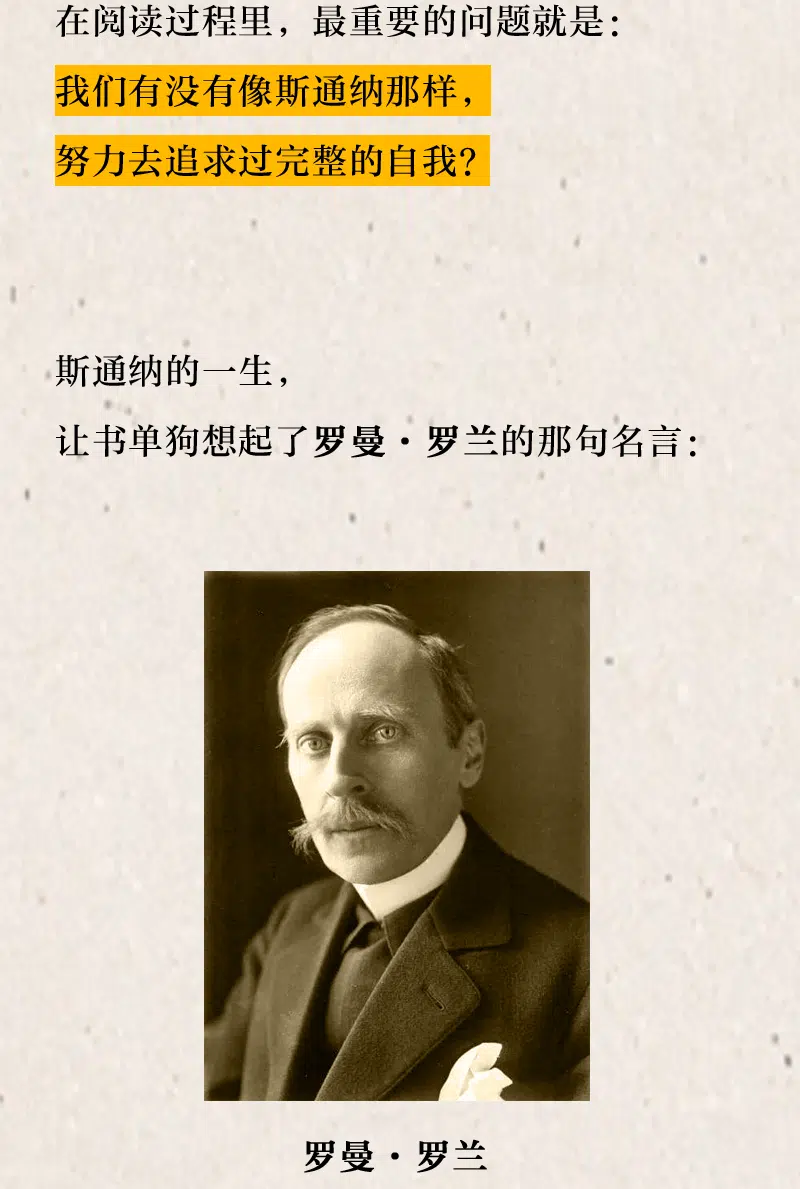 在阅读过程里，最重要的问题就是：
我们有没有像斯通纳那样，
努力去追求过完整的自我？
斯通纳的一生，
让书单狗想起了罗曼·罗兰的那句名言：
罗曼·罗兰